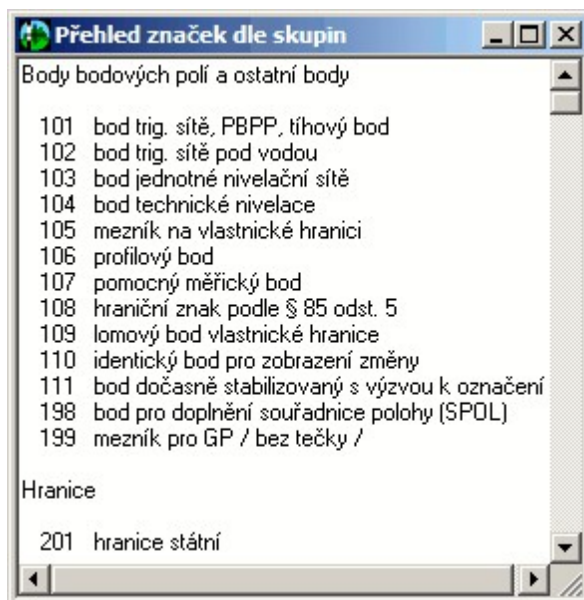 Přehled značek dle skupin
Body bodových polí a ostatní body
101 bod trig. sítě, PBPP, tíhový bod
102 bod trig. sítě pod vodou
103 bod jednotné nivelační sítě
104 bod technické nivelace
105 mezník na vlastnické hranici
106 profilový bod
107 pomocný měřický bod
108 hraniční znak podle § 85 odst. 5
109 lomový bod vlastnické hranice
110 identický bod pro zobrazení změny
111 bod dočasně stabilizovaný s výzvou k označení
198 bod pro doplnění souřadnice polohy (SPOL)
199 mezník pro GP / bez tečky /
Hranice
201 hranice státní